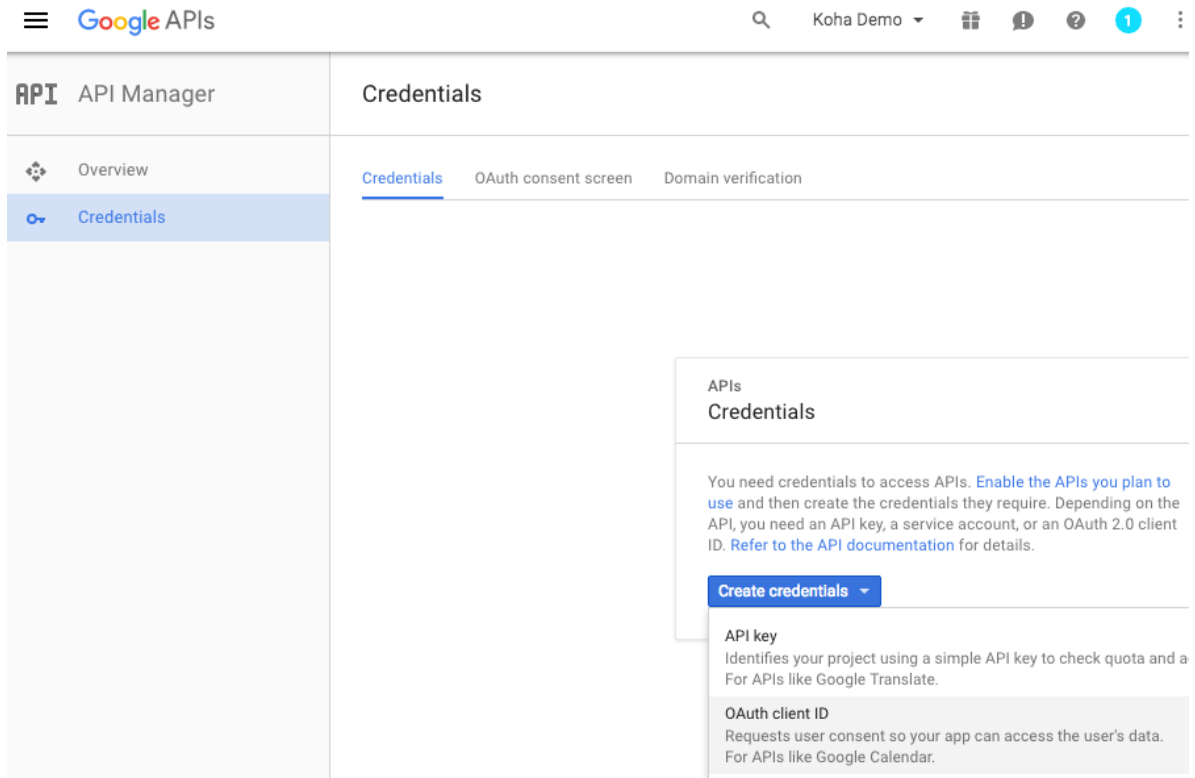 Google APIs
Koha Demo
1
API API Manager
Credentials
Overview
Credentials
Credentials
OAuth consent screen
Domain verification
APIs
Credentials
You need credentials to access APIs. Enable the APIs you plan to
use and then create the credentials they require. Depending on the
API, you need an API key, a service account, or an OAuth 2.0 client
ID. Refer to the API documentation for details.
Create credentials
API key
Identifies your project using a simple API key to check quota and
For APIs like Google Translate.
OAuth client ID
Requests user consent so your app can access the user's data.
For APIs like Google Calendar.